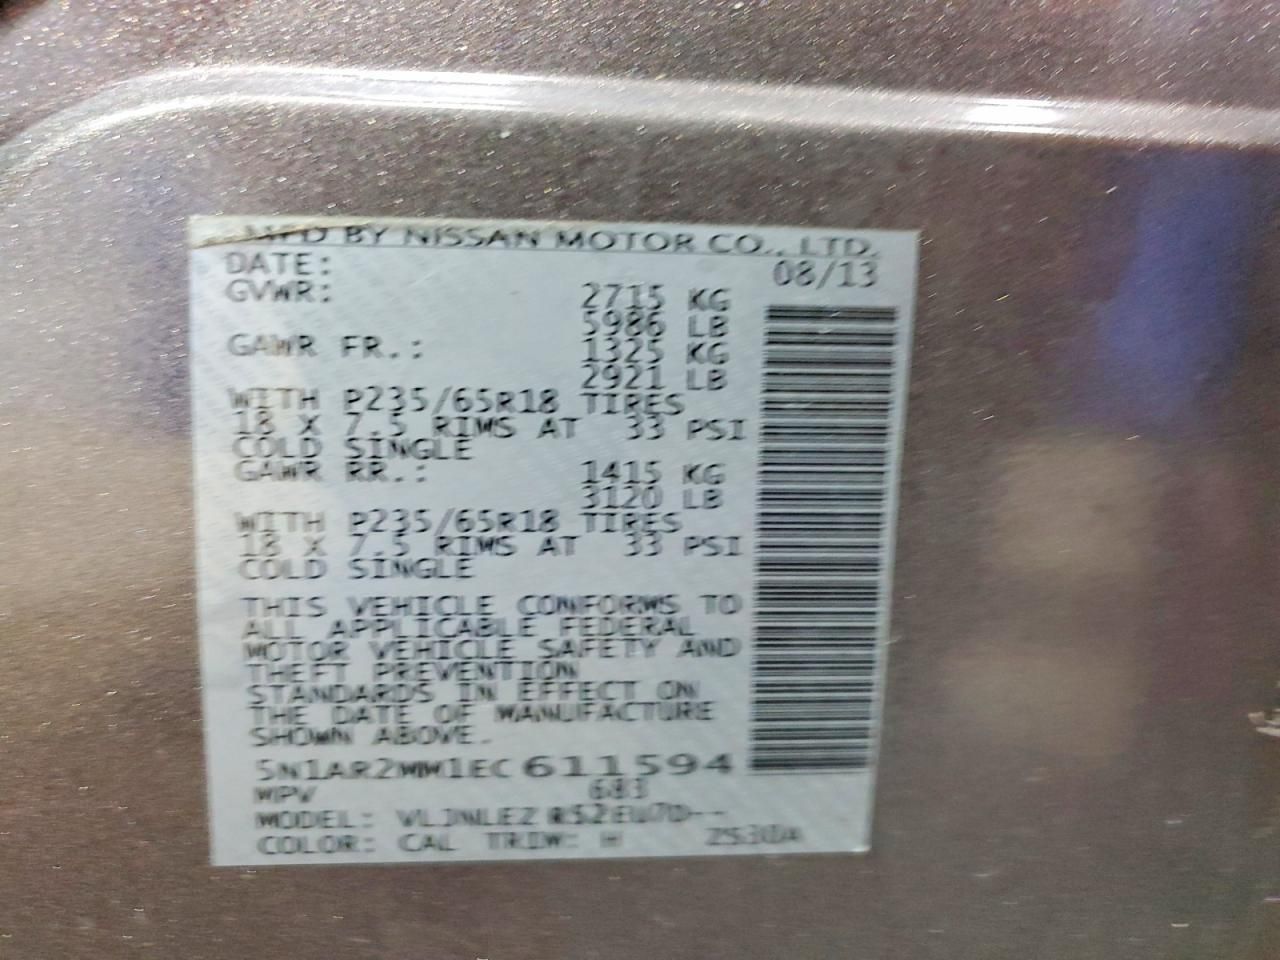 MFD BY NISSAN MOTOR CO., LTD.
DATE: 08/13
GVWR: 2715 KG
5986 LB
GAWR FR.: 1325 KG
2921 LB
WITH P235/65R18 TIRES
18 X 7.5 RIMS AT 33 PSI
COLD SINGLE
GAWR RR.: 1415 KG
3120 LB
WITH P235/65R18 TIRES
18 X 7.5 RIMS AT 33 PSI
COLD SINGLE
THIS VEHICLE CONFORMS TO
ALL APPLICABLE FEDERAL
MOTOR VEHICLE SAFETY AND
THEFT PREVENTION
STANDARDS IN EFFECT ON
THE DATE OF MANUFACTURE
SHOWN ABOVE.
5N1AR2MM1EC611594
MPV 683
MODEL:
COLOR: CAL TRIM: H